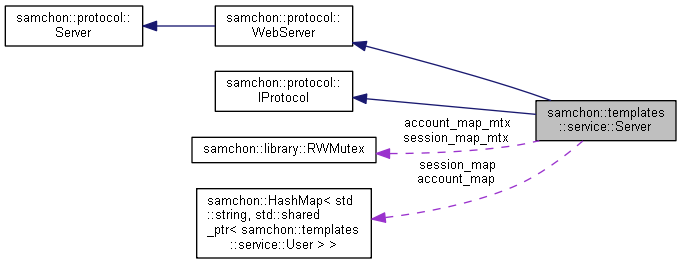 samchon::protocol::
Server
samchon::protocol::
WebServer
samchon::protocol::
IProtocol
samchon::templates
::service::Server
account_map_mtx
session_map_mtx
samchon::library::RWMutex
session_map
account_map
samchon::HashMap< std
::string, std::shared
_ptr< samchon::templates
::service::User > >